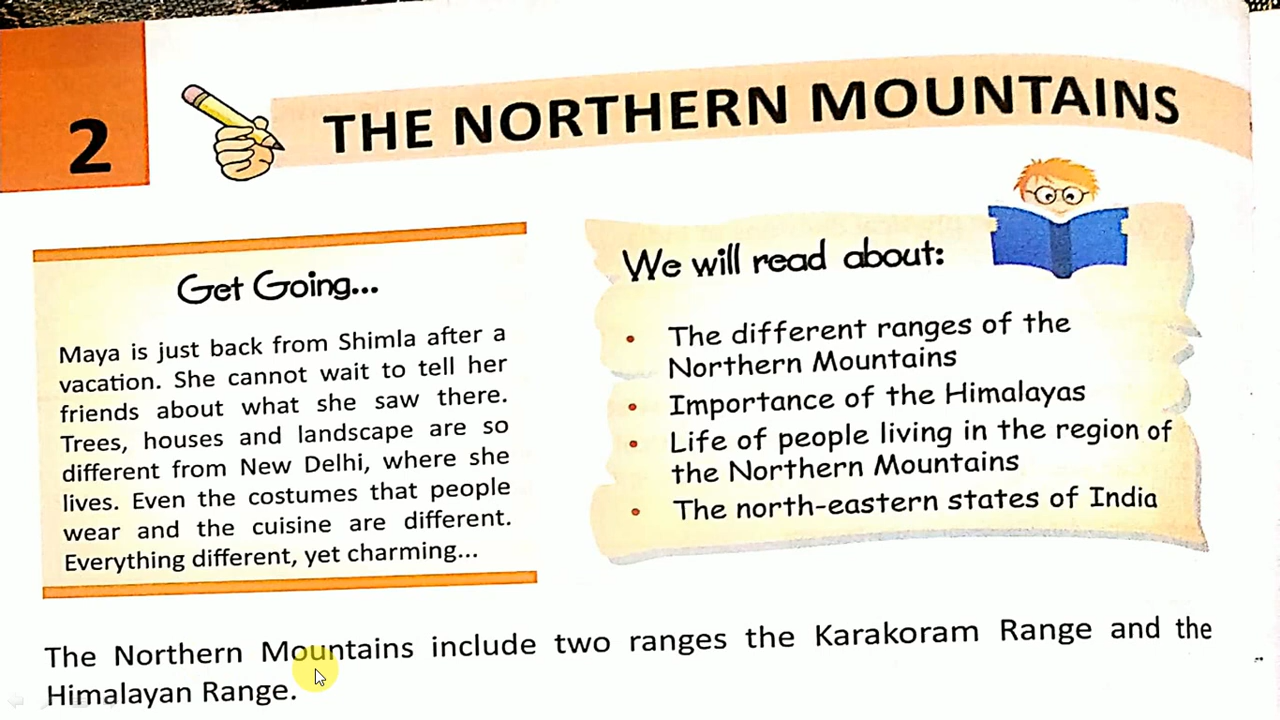 2
THE NORTHERN MOUNTAINS
Get Going...
Maya is just back from Shimla after a
vacation. She cannot wait to tell her
friends about what she saw there.
Trees, houses and landscape are so
different from New Delhi, where she
lives. Even the costumes that people
wear and the cuisine are different.
Everything different, yet charming...
We will read about:
• The different ranges of the
Northern Mountains
• Importance of the Himalayas
• Life of people living in the region of
the Northern Mountains
• The north-eastern states of India
The Northern Mountains include two ranges the Karakoram Range and the
Himalayan Range.